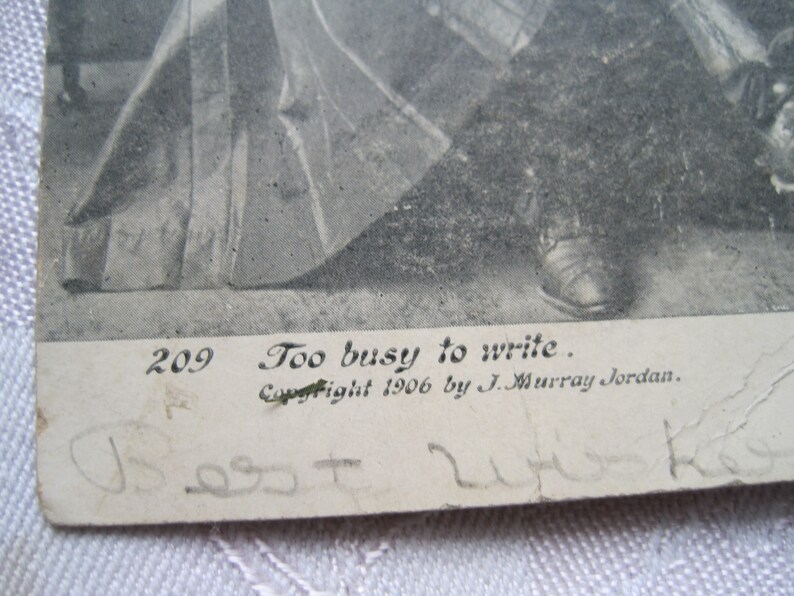 209 Too busy to write.
Copyright 1906 by J. Murray Jordan.
Best wishes